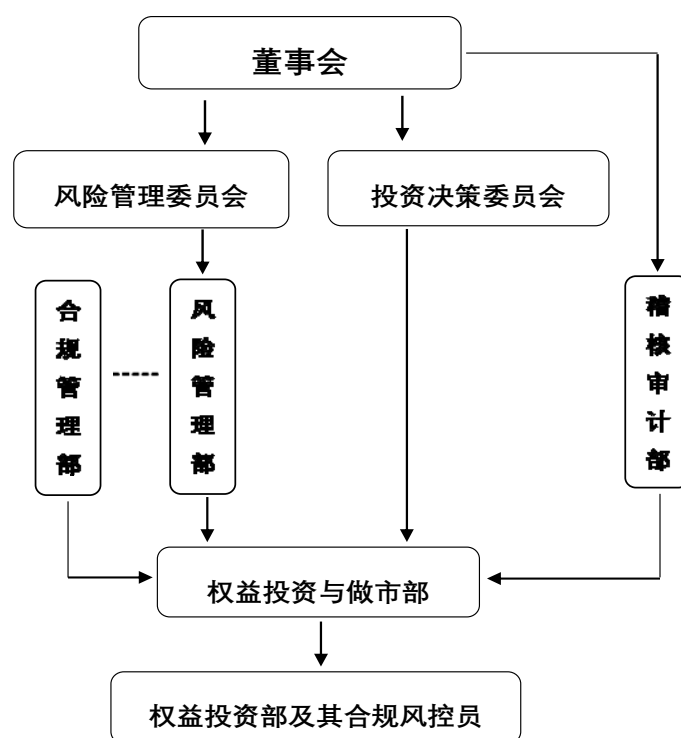 董事会
风险管理委员会
投资决策委员会
合规管理部
风险管理部
稽核审计部
权益投资与做市部
权益投资部及其合规风控员